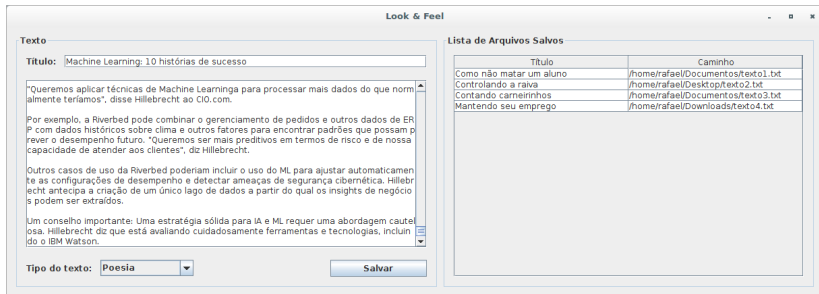 Look & Feel
Texto
Título: Machine Learning: 10 histórias de sucesso
"Queremos aplicar técnicas de Machine Learninga para processar mais dados do que norm
almente teríamos", disse Hillebrecht ao CIO.com.
Por exemplo, a Riverbed pode combinar o gerenciamento de pedidos e outros dados de ER
P com dados históricos sobre clima e outros fatores para encontrar padrões que possam p
rever o desempenho futuro. "Queremos ser mais preditivos em termos de risco e de nossa
capacidade de atender aos clientes", diz Hillebrecht.
Outros casos de uso da Riverbed poderiam incluir o uso do ML para ajustar automaticamen
te as configurações de desempenho e detectar ameaças de segurança cibernética. Hillebr
echt antecipa a criação de um único lago de dados a partir do qual os insights de negócio
s podem ser extraídos.
Um conselho importante: Uma estratégia sólida para IA e ML requer uma abordagem cautel
osa. Hillebrecht diz que está avaliando cuidadosamente ferramentas e tecnologias, incluin
do o IBM Watson.
Tipo do texto: Poesia
Salvar
Lista de Arquivos Salvos
Título Caminho
Como não matar um aluno /home/rafael/Documentos/texto1.txt
Controlando a raiva /home/rafael/Desktop/texto2.txt
Contando carneirinhos /home/rafael/Documentos/texto3.txt
Mantendo seu emprego /home/rafael/Downloads/texto4.txt